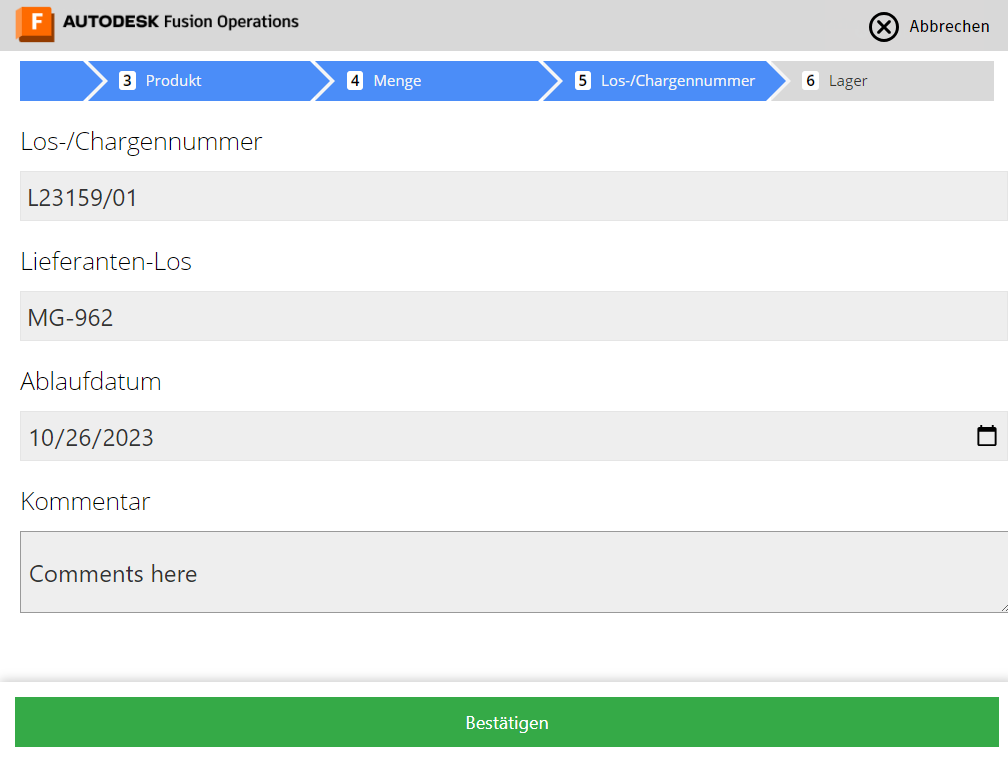 F AUTODESK Fusion Operations
Abbrechen
3 Produkt
4 Menge
5 Los-/Chargennummer
6 Lager
Los-/Chargennummer
L23159/01
Lieferanten-Los
MG-962
Ablaufdatum
10/26/2023
Kommentar
Comments here
Bestätigen